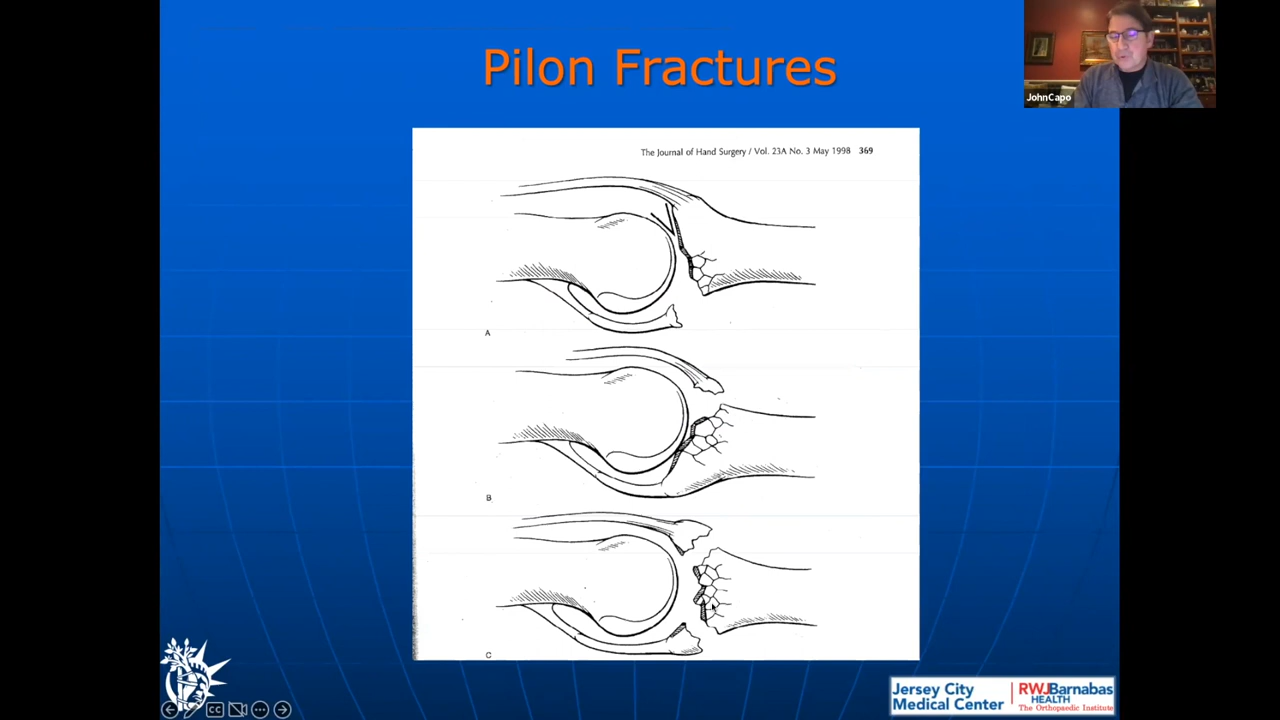 Pilon Fractures
JohnCapo
The Journal of Hand Surgery / Vol. 23A No. 3 May 1998 369
A
B
C
CC
Jersey City
Medical Center
RWJBarnabas
HEALTH
The Orthopaedic Institute